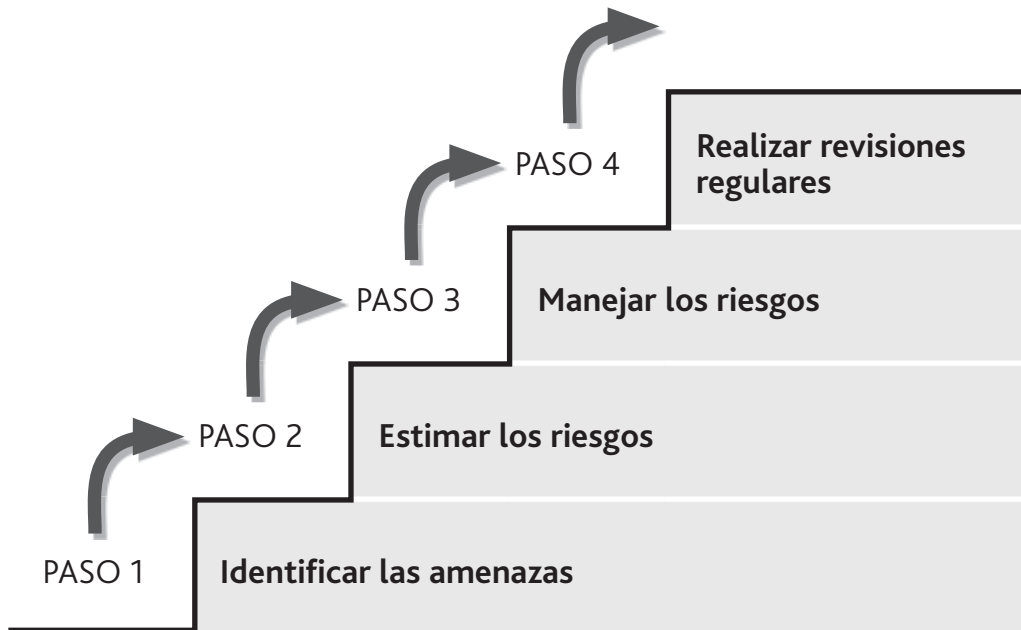 PASO 4
Realizar revisiones
regulares
PASO 3
Manejar los riesgos
PASO 2
Estimar los riesgos
PASO 1
Identificar las amenazas